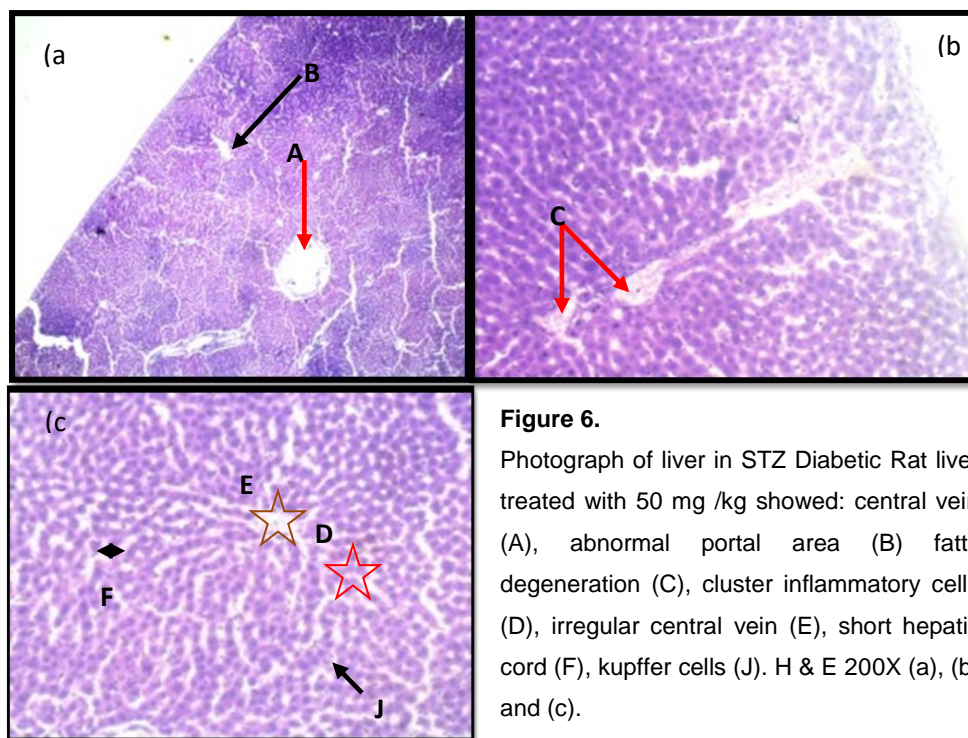 (a
B
A
(b
C
(c
E
D
F
J
Figure 6.
Photograph of liver in STZ Diabetic Rat live
treated with 50 mg /kg showed: central vein
(A), abnormal portal area (B) fatt
degeneration (C), cluster inflammatory cell
(D), irregular central vein (E), short hepati
cord (F), kupffer cells (J). H & E 200X (a), (b
and (c).